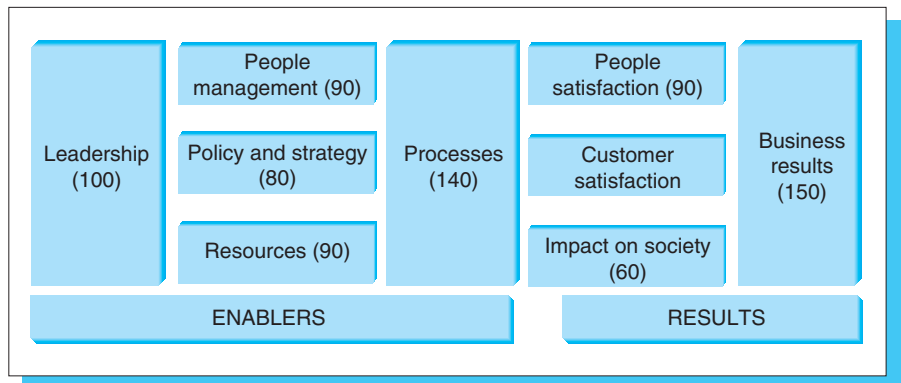 Leadership
(100)
People
management (90)
Policy and strategy
(80)
Resources (90)
Processes
(140)
People
satisfaction (90)
Customer
satisfaction
Impact on society
(60)
Business
results
(150)
ENABLERS
RESULTS